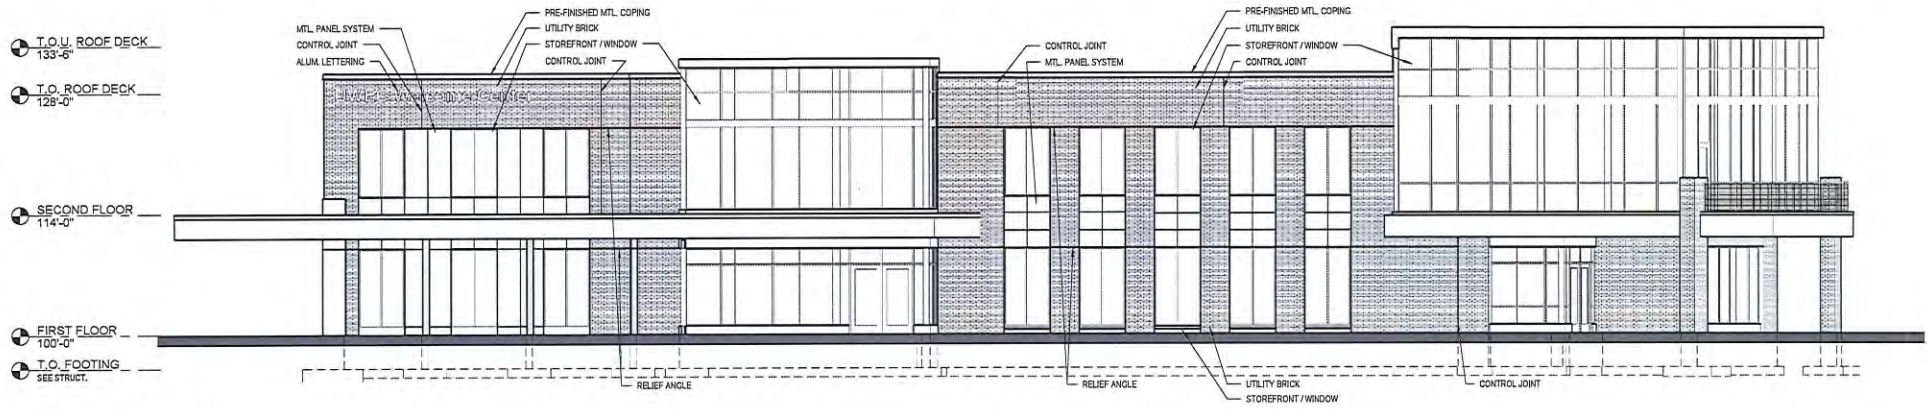 T.O.U. ROOF DECK
133'-6"
T.O. ROOF DECK
128'-0"
SECOND FLOOR
114'-0"
FIRST FLOOR
100'-0"
T.O. FOOTING
SEE STRUCT.
MTL. PANEL SYSTEM
CONTROL JOINT
ALUM. LETTERING
PRE-FINISHED MTL. COPING
UTILITY BRICK
STOREFRONT / WINDOW
CONTROL JOINT
Welcome Center
CONTROL JOINT
MTL. PANEL SYSTEM
PRE-FINISHED MTL. COPING
UTILITY BRICK
STOREFRONT / WINDOW
CONTROL JOINT
RELIEF ANGLE
RELIEF ANGLE
UTILITY BRICK
STOREFRONT / WINDOW
CONTROL JOINT